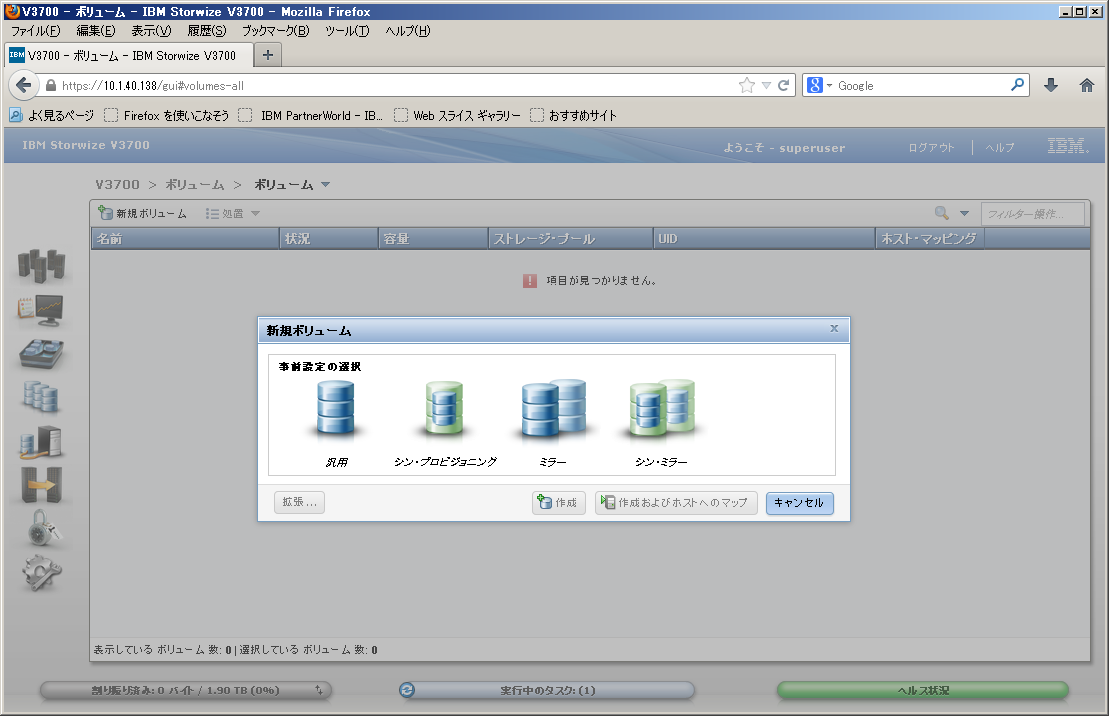 V3700 - ボリューム - IBM Storwize V3700 - Mozilla Firefox
ファイル(F) 編集(E) 表示(V) 履歴(S) ブックマーク(B) ツール(T) ヘルプ(H)
IBM V3700 - ボリューム - IBM Storwize V3700 +
https://10.1.40.138/gui#volumes-all 8 Google
よく見るページ Firefox を使いこなそう IBM PartnerWorld - IB... Web スライス ギャラリー おすすめサイト
IBM Storwize V3700 ようこそ - superuser ログアウト | ヘルプ IBM.
V3700 > ボリューム > ボリューム
新規ボリューム 処置 フィルター操作...
名前 状況 容量 ストレージ・プール UID ホスト・マッピング
項目が見つかりません。
新規ボリューム x
事前設定の選択
汎用 シン・プロビジョニング ミラー シン・ミラー
拡張... 作成 作成およびホストへのマップ キャンセル
表示している ボリューム 数: 0 | 選択している ボリューム 数: 0
割り振り済み: 0 バイト / 1.90 TB (0%) 実行中のタスク: (1) ヘルス状況